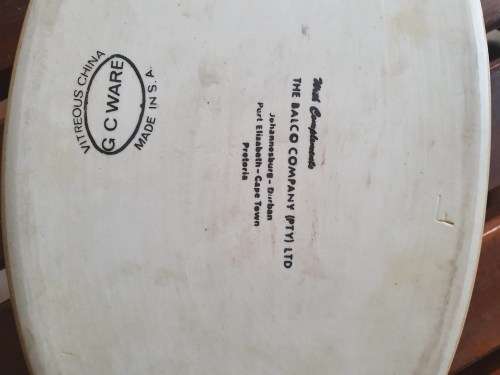 VITREOUS CHINA
G C WARE
MADE IN S.A.
With Compliments
THE BALCO COMPANY (PTY) LTD
Johannesburg - Durban
Port Elizabeth - Cape Town
Pretoria